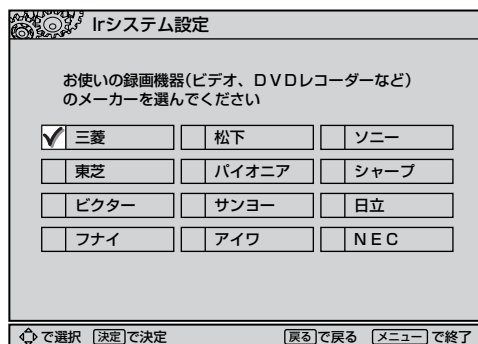 Irシステム設定
お使いの録画機器(ビデオ、DVDレコーダーなど)
のメーカーを選んでください
三菱 松下 ソニー
東芝 パイオニア シャープ
ビクター サンヨー 日立
フナイ アイワ NEC
で選択 決定で決定 戻るで戻る メニューで終了